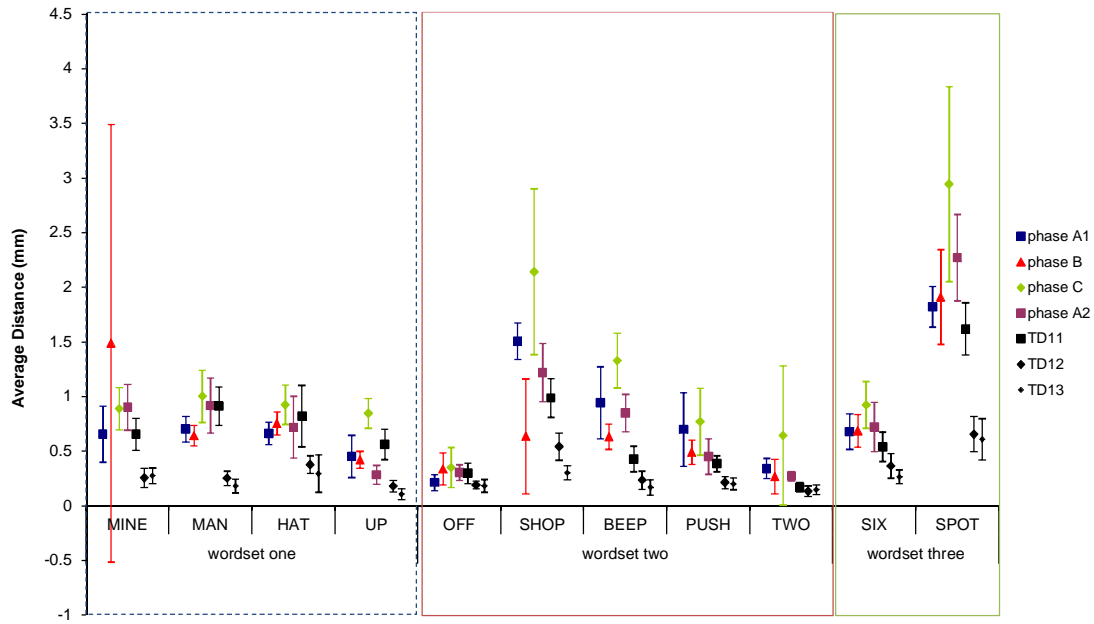 4.5
4
3.5
3
2.5
2
1.5
1
0.5
0
-0.5
-1
Average Distance (mm)
MINE MAN HAT UP OFF SHOP BEEP PUSH TWO SIX SPOT
wordset one wordset two wordset three
phase A1
phase B
phase C
phase A2
TD11
TD12
TD13